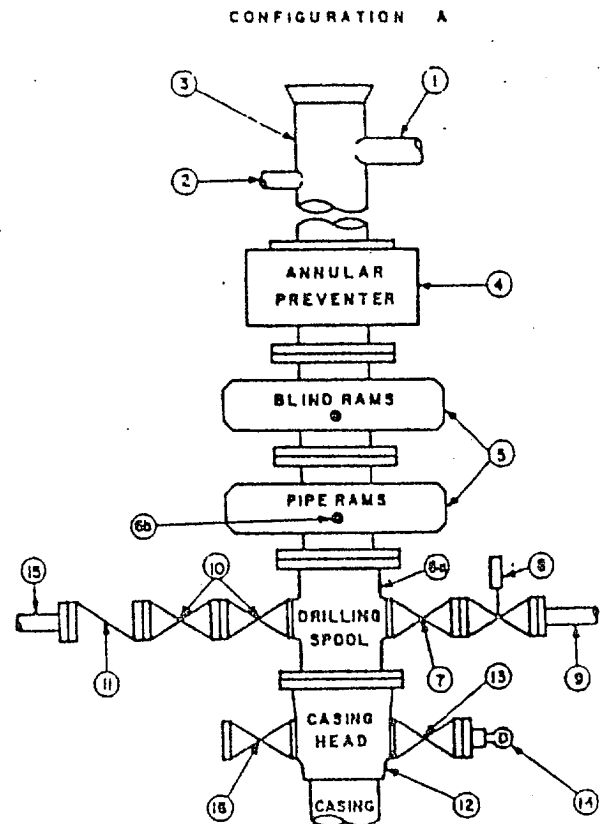 CONFIGURATION A
3
1
2
ANNULAR
PREVENTER
4
BLIND RAMS
5
PIPE RAMS
6b
15
10
6a
8
DRILLING
SPOOL
11
7
9
13
CASING
HEAD
16
12
14
CASING